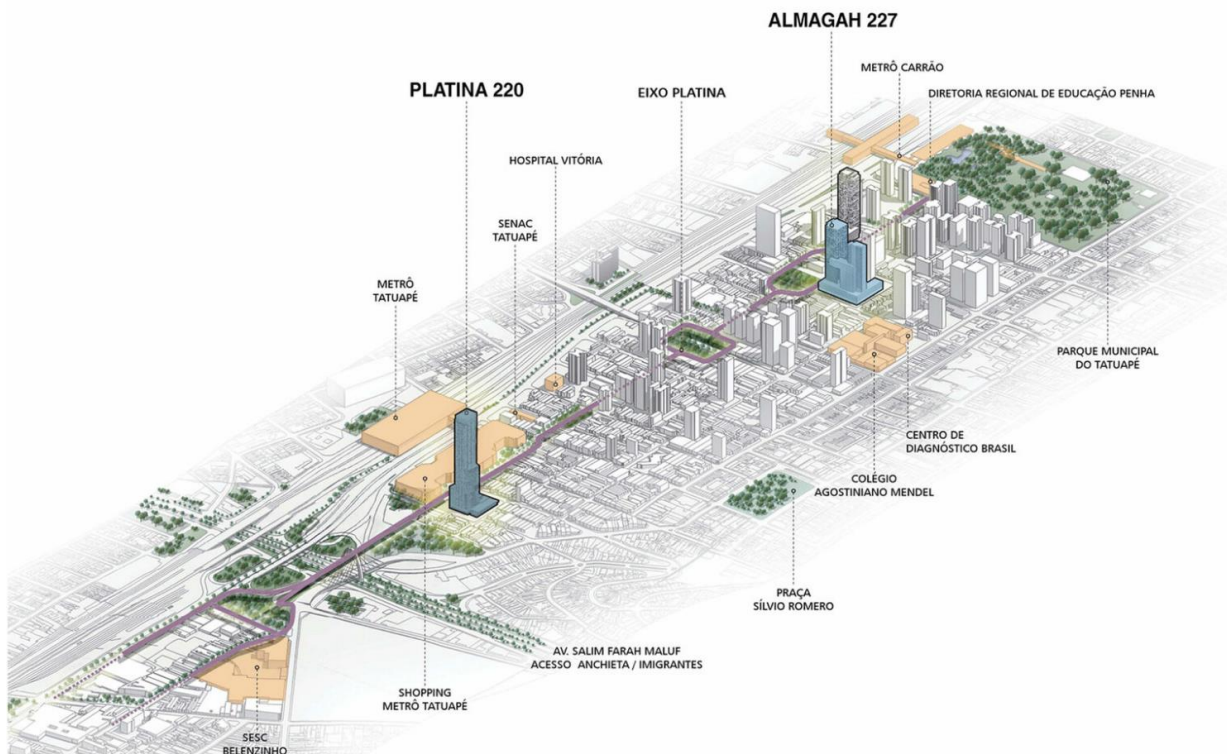 ALMAGAH 227
METRÔ CARRÃO
PLATINA 220
EIXO PLATINA
DIRETORIA REGIONAL DE EDUCAÇÃO PENHA
HOSPITAL VITÓRIA
SENAC
TATUAPÉ
METRÔ
TATUAPÉ
PARQUE MUNICIPAL
DO TATUAPÉ
CENTRO DE
DIAGNÓSTICO BRASIL
COLÉGIO
AGOSTINIANO MENDEL
PRAÇA
SÍLVIO ROMERO
AV. SALIM FARAH MALUF
ACESSO ANCHIETA / IMIGRANTES
SHOPPING
METRÔ TATUAPÉ
SESC
BELENZINHO